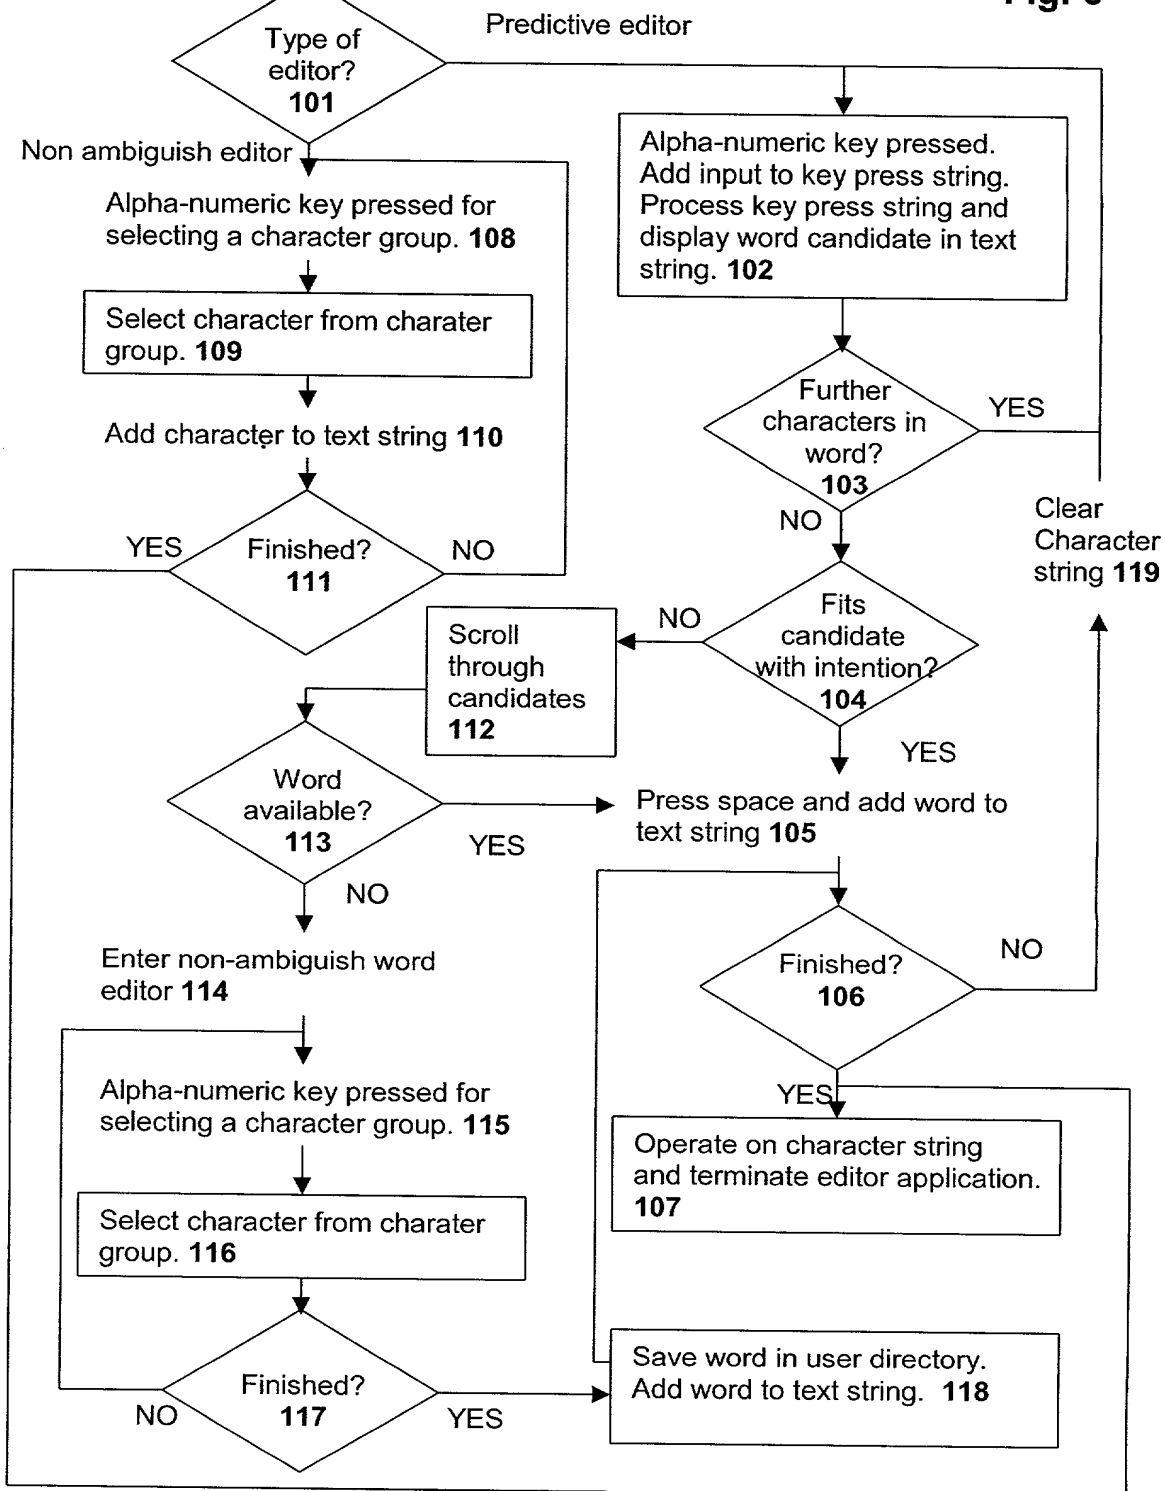 Predictive editor
Type of
editor?
101
Non ambiguish editor
Alpha-numeric key pressed for
selecting a character group. 108
Select character from charater
group. 109
Add character to text string 110
Finished?
111
YES
NO
Alpha-numeric key pressed.
Add input to key press string.
Process key press string and
display word candidate in text
string. 102
Further
characters in
word?
103
YES
NO
Clear
Character
string 119
Fits
candidate
with intention?
104
NO
YES
Scroll
through
candidates
112
Word
available?
113
YES
NO
Press space and add word to
text string 105
Finished?
106
NO
YES
Enter non-ambiguish word
editor 114
Alpha-numeric key pressed for
selecting a character group. 115
Select character from charater
group. 116
Finished?
117
NO
YES
Operate on character string
and terminate editor application.
107
Save word in user directory.
Add word to text string. 118